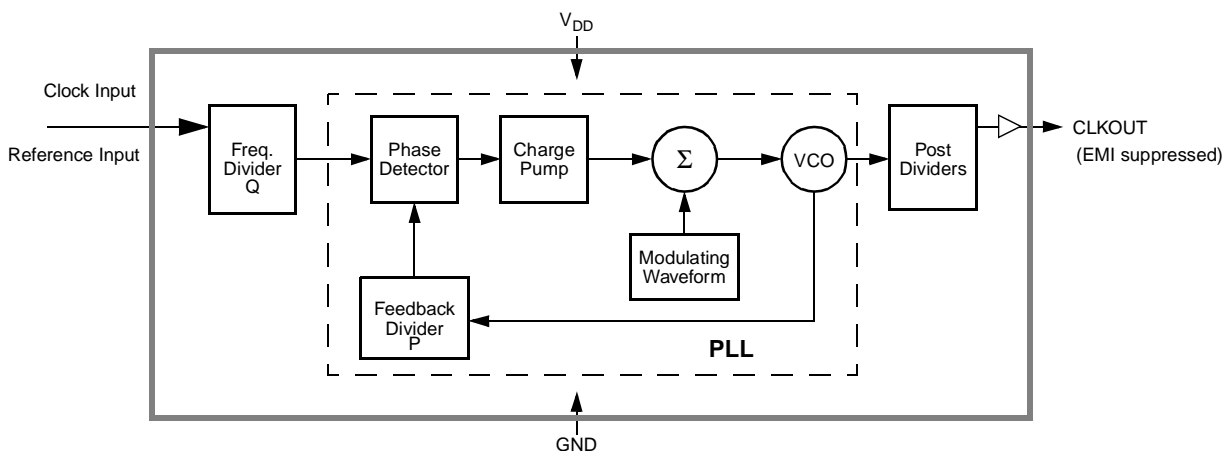 V_DD
Clock Input
Reference Input
Freq.
Divider
Q
Phase
Detector
Charge
Pump
Σ
VCO
Post
Dividers
CLKOUT
(EMI suppressed)
Modulating
Waveform
Feedback
Divider
P
PLL
GND